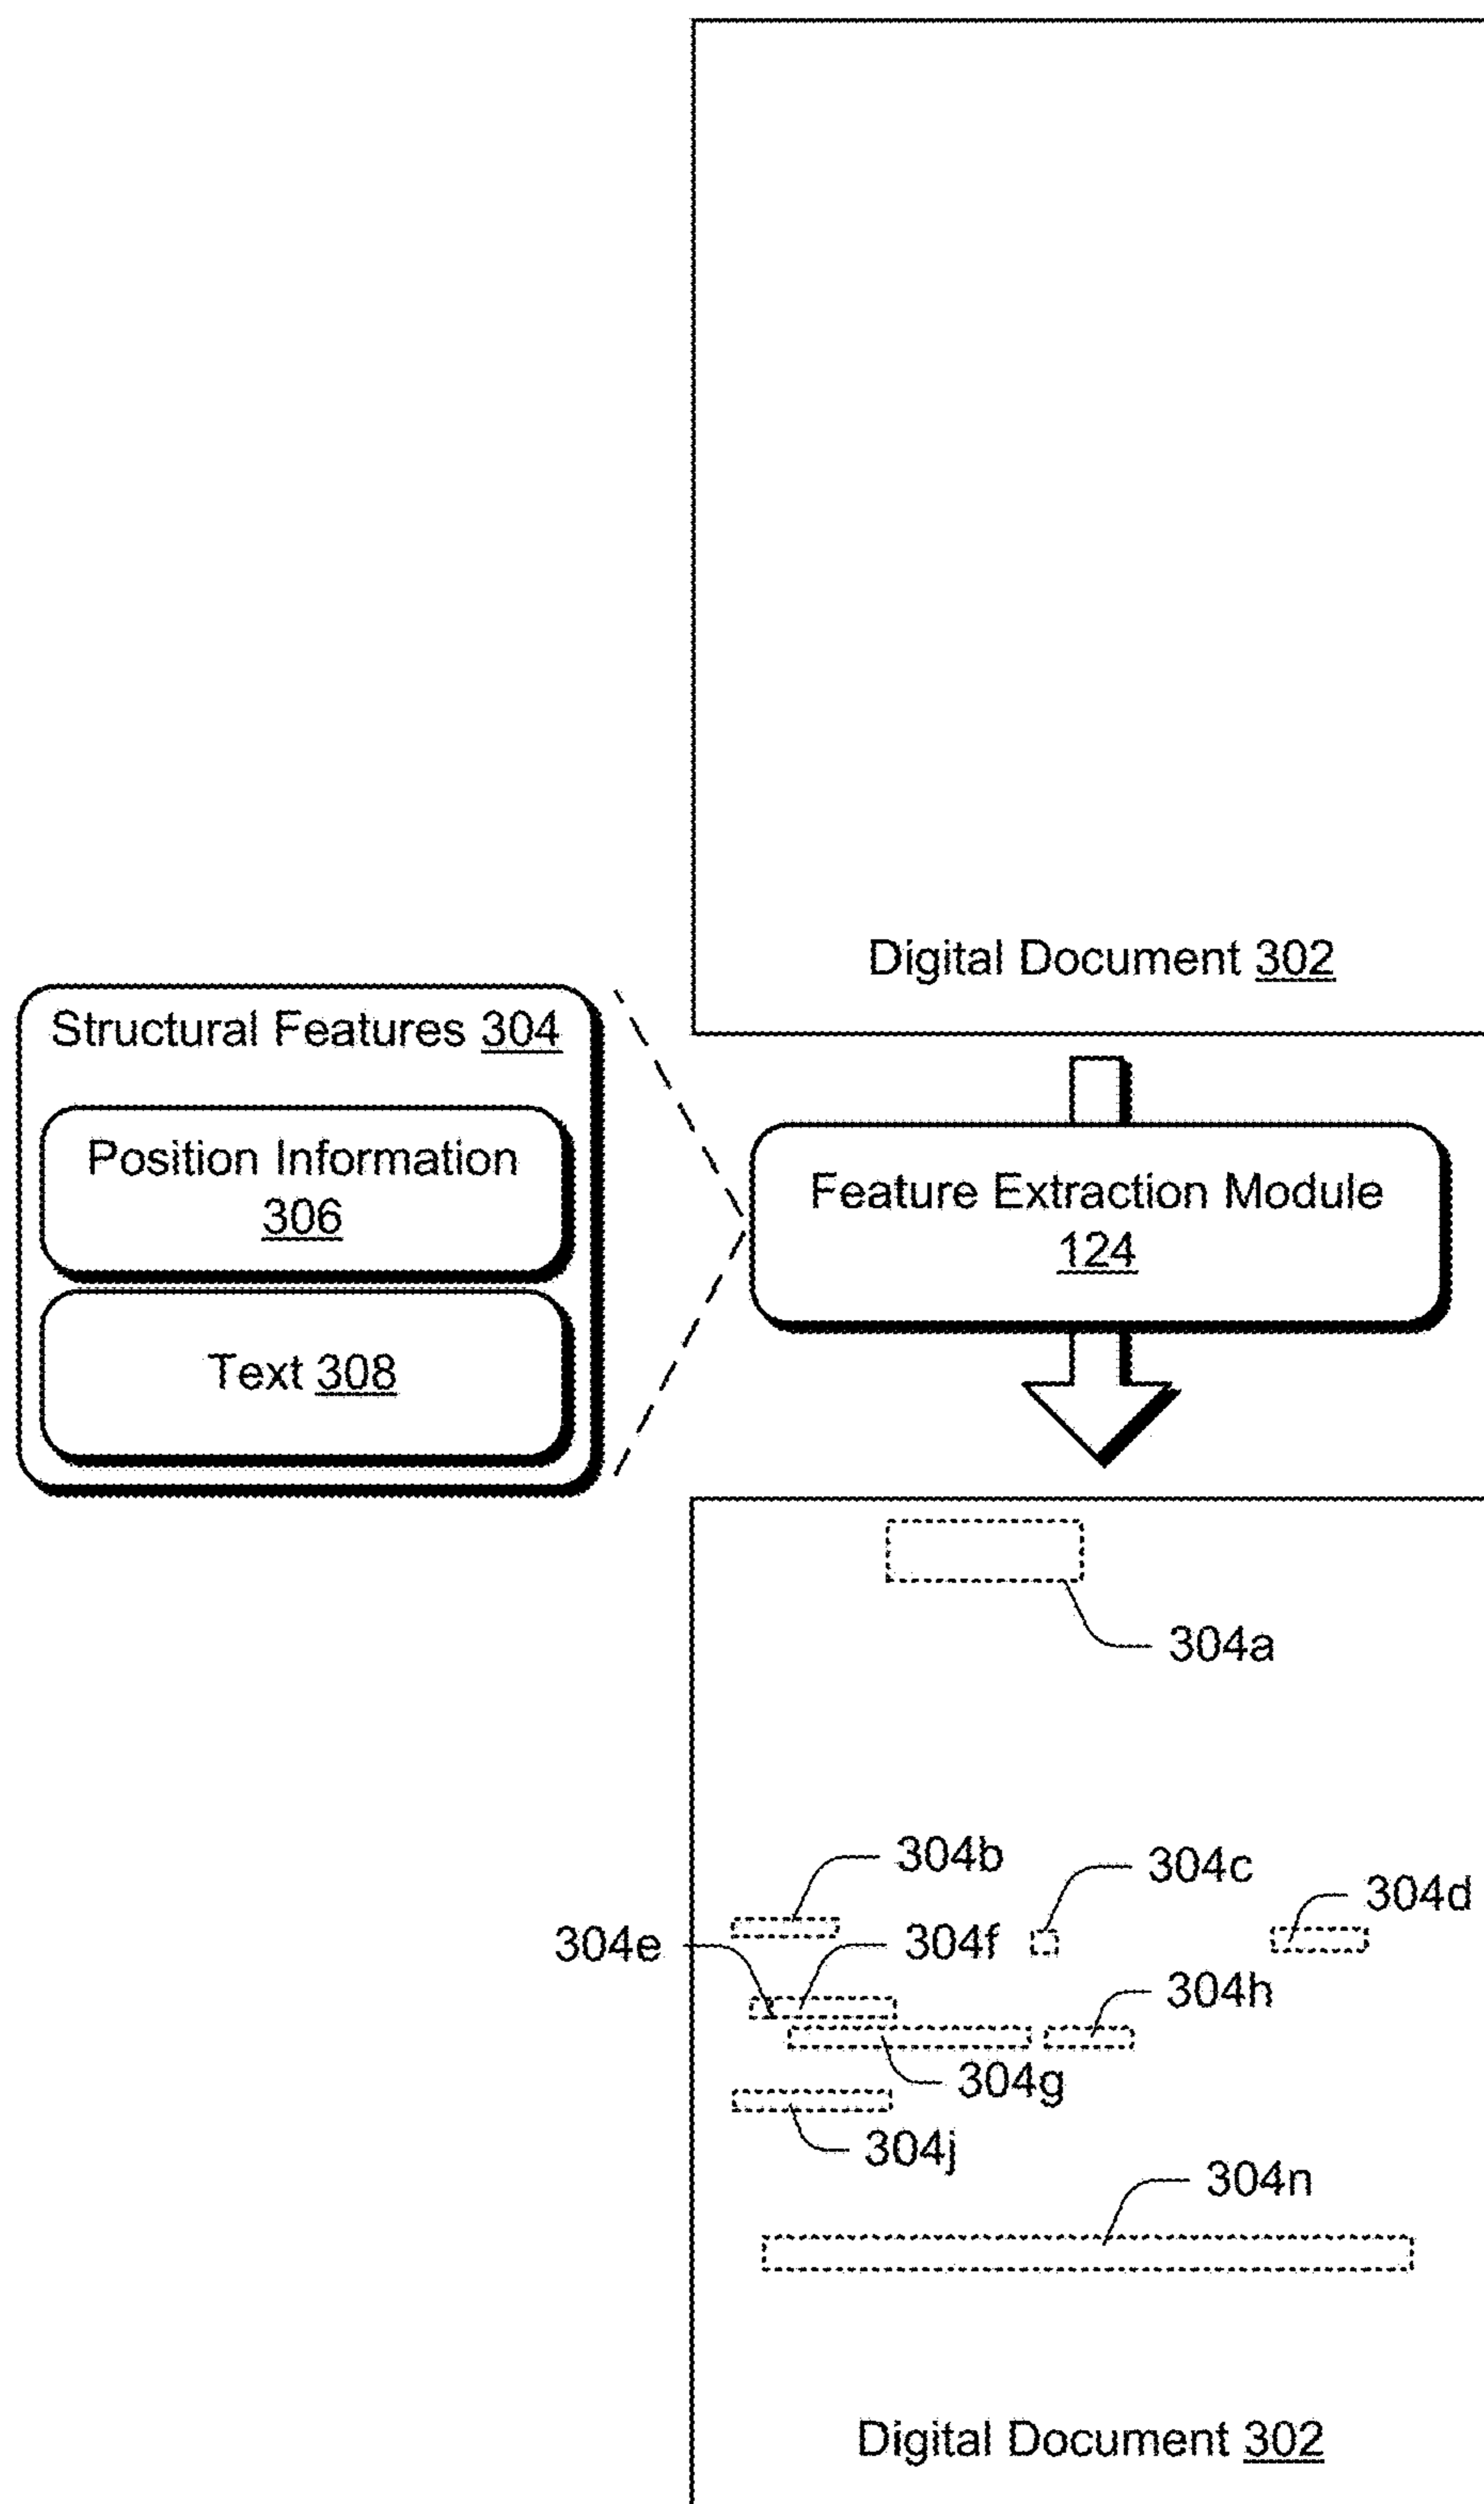 Digital Document 302
Structural Features 304
Position Information
306
Text 308
Feature Extraction Module
124
304a
304b
304c
304d
304e
304f
304h
304g
304j
304n
Digital Document 302